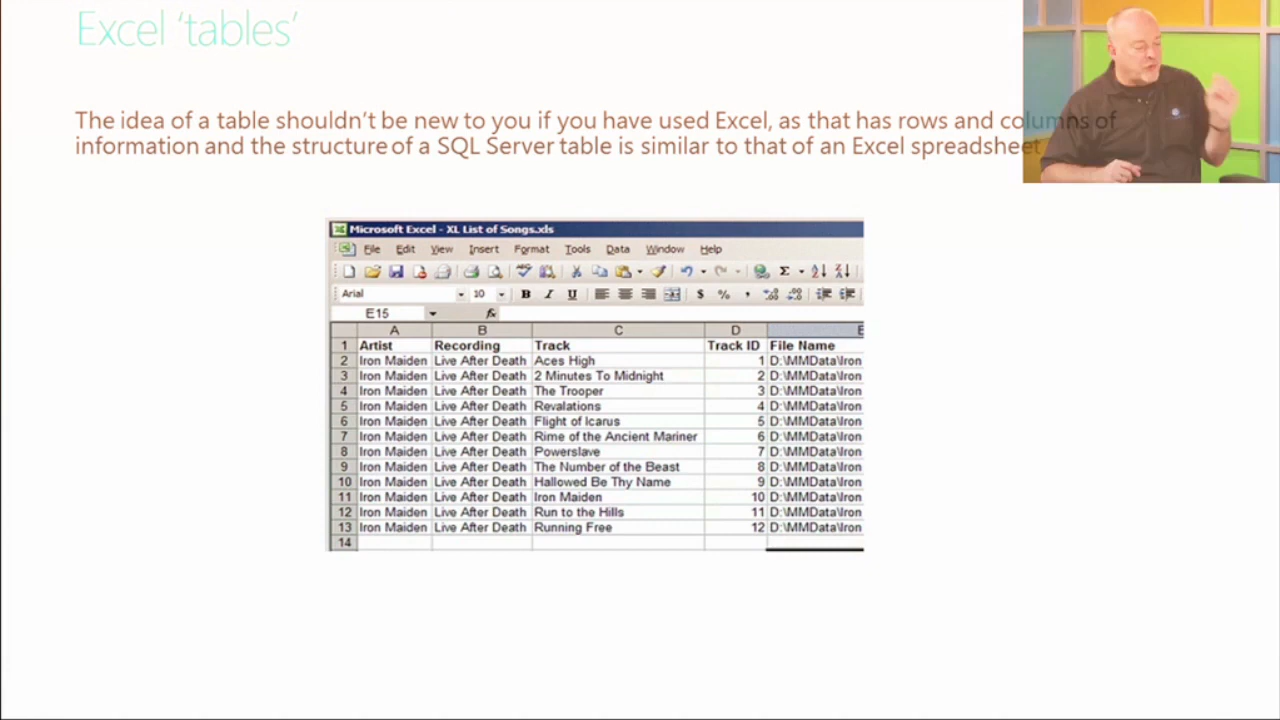 Excel ‘tables’
The idea of a table shouldn’t be new to you if you have used Excel, as that has rows and columns of
information and the structure of a SQL Server table is similar to that of an Excel spreadsheet
Microsoft Excel - XL List of Songs.xls
File Edit View Insert Format Tools Data Window Help
Arial 10 B I U $ % ,
E15 fx
A B C D E
1 Artist Recording Track Track ID File Name
2 Iron Maiden Live After Death Aces High 1 D:\MMData\Iron
3 Iron Maiden Live After Death 2 Minutes To Midnight 2 D:\MMData\Iron
4 Iron Maiden Live After Death The Trooper 3 D:\MMData\Iron
5 Iron Maiden Live After Death Revalations 4 D:\MMData\Iron
6 Iron Maiden Live After Death Flight of Icarus 5 D:\MMData\Iron
7 Iron Maiden Live After Death Rime of the Ancient Mariner 6 D:\MMData\Iron
8 Iron Maiden Live After Death Powerslave 7 D:\MMData\Iron
9 Iron Maiden Live After Death The Number of the Beast 8 D:\MMData\Iron
10 Iron Maiden Live After Death Hallowed Be Thy Name 9 D:\MMData\Iron
11 Iron Maiden Live After Death Iron Maiden 10 D:\MMData\Iron
12 Iron Maiden Live After Death Run to the Hills 11 D:\MMData\Iron
13 Iron Maiden Live After Death Running Free 12 D:\MMData\Iron
14